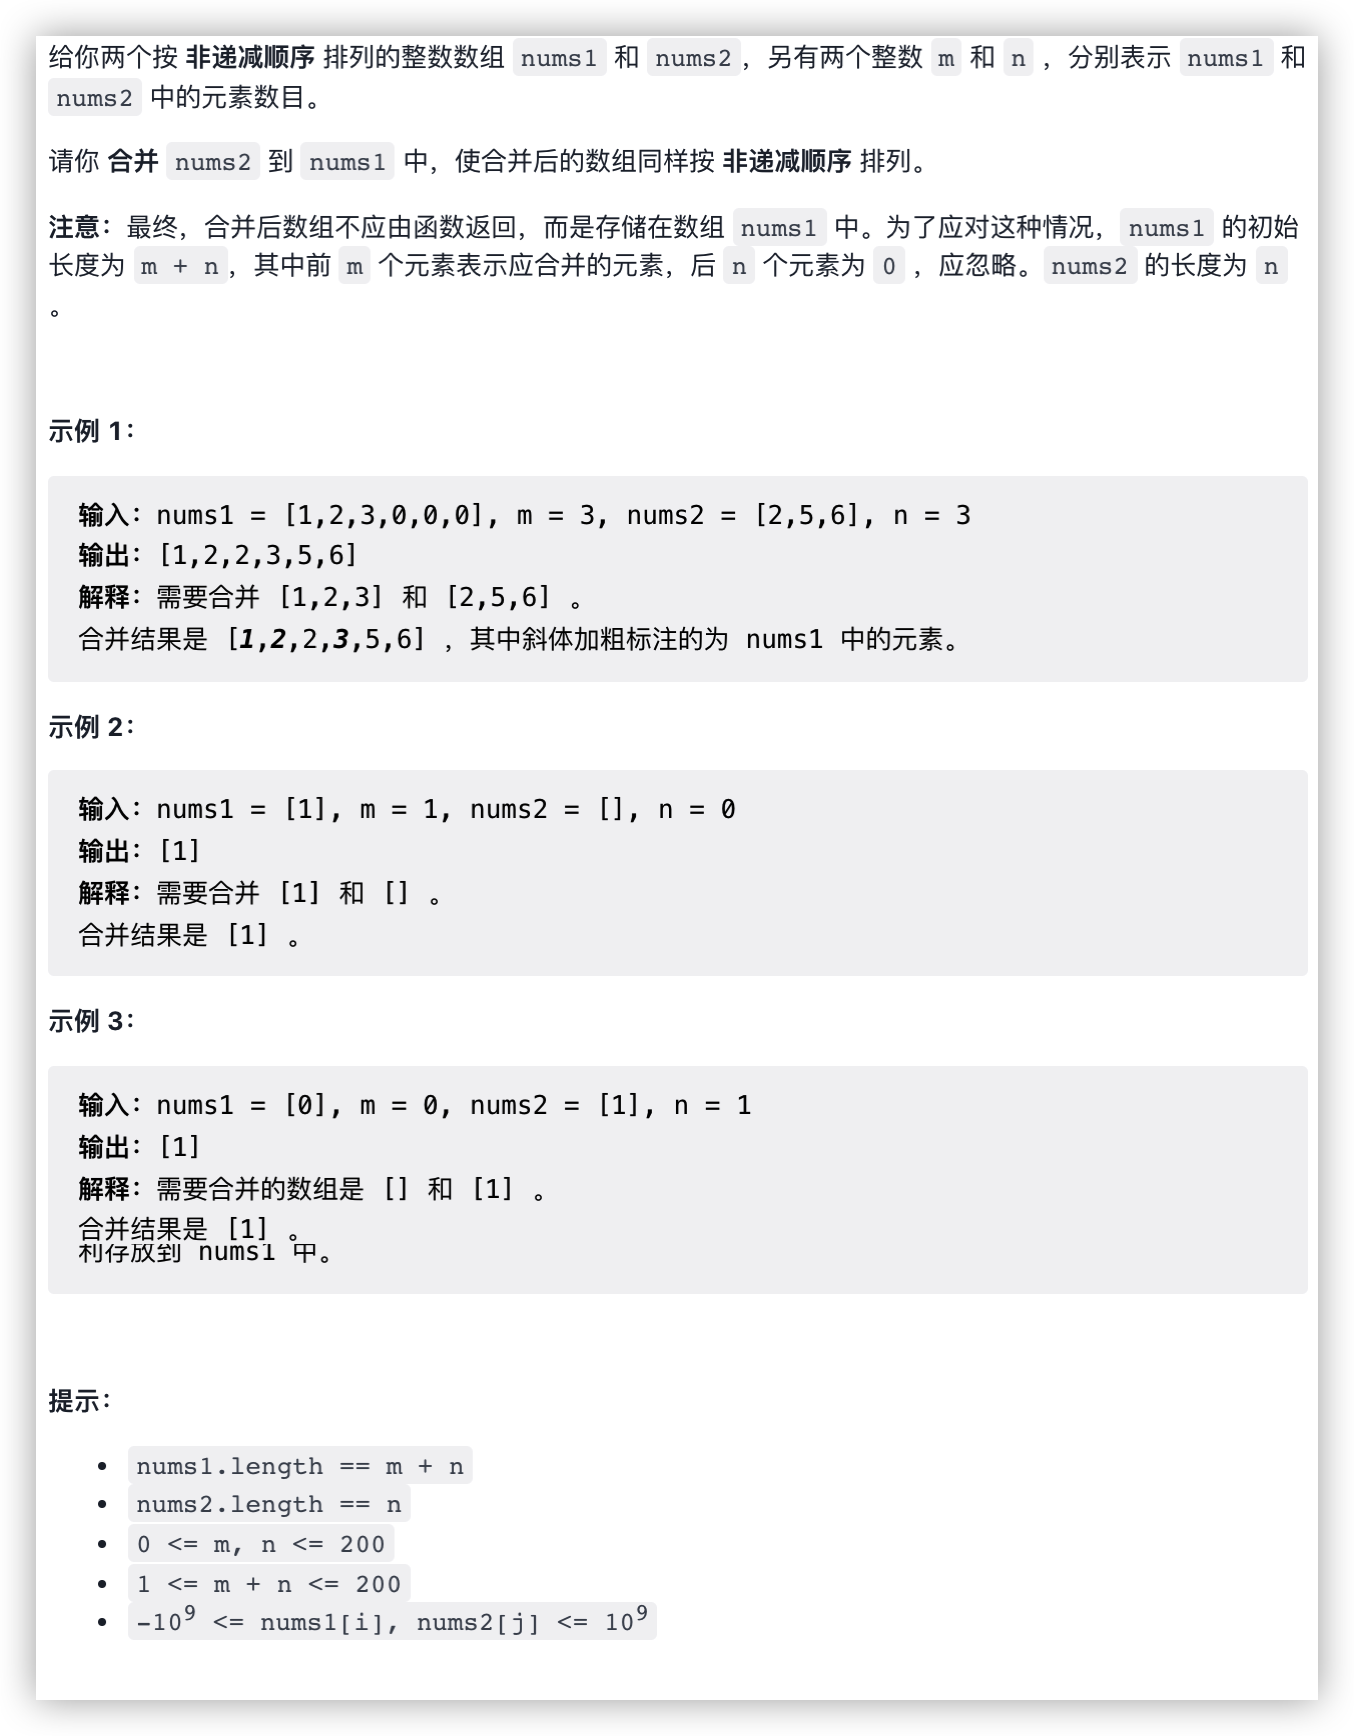 给你两个按 非递减顺序 排列的整数数组 nums1 和 nums2，另有两个整数 m 和 n ，分别表示 nums1 和
nums2 中的元素数目。
请你 合并 nums2 到 nums1 中，使合并后的数组同样按 非递减顺序 排列。
注意：最终，合并后数组不应由函数返回，而是存储在数组 nums1 中。为了应对这种情况，nums1 的初始
长度为 m + n，其中前 m 个元素表示应合并的元素，后 n 个元素为 0 ，应忽略。nums2 的长度为 n
。
示例 1：
输入：nums1 = [1,2,3,0,0,0], m = 3, nums2 = [2,5,6], n = 3
输出：[1,2,2,3,5,6]
解释：需要合并 [1,2,3] 和 [2,5,6] 。
合并结果是 [1,2,2,3,5,6] ，其中斜体加粗标注的为 nums1 中的元素。
示例 2：
输入：nums1 = [1], m = 1, nums2 = [], n = 0
输出：[1]
解释：需要合并 [1] 和 [] 。
合并结果是 [1] 。
示例 3：
输入：nums1 = [0], m = 0, nums2 = [1], n = 1
输出：[1]
解释：需要合并的数组是 [] 和 [1] 。
合并结果是 [1] 。
利存放到 nums1 中。
提示：
nums1.length == m + n
nums2.length == n
0 <= m, n <= 200
1 <= m + n <= 200
-10⁹ <= nums1[i], nums2[j] <= 10⁹